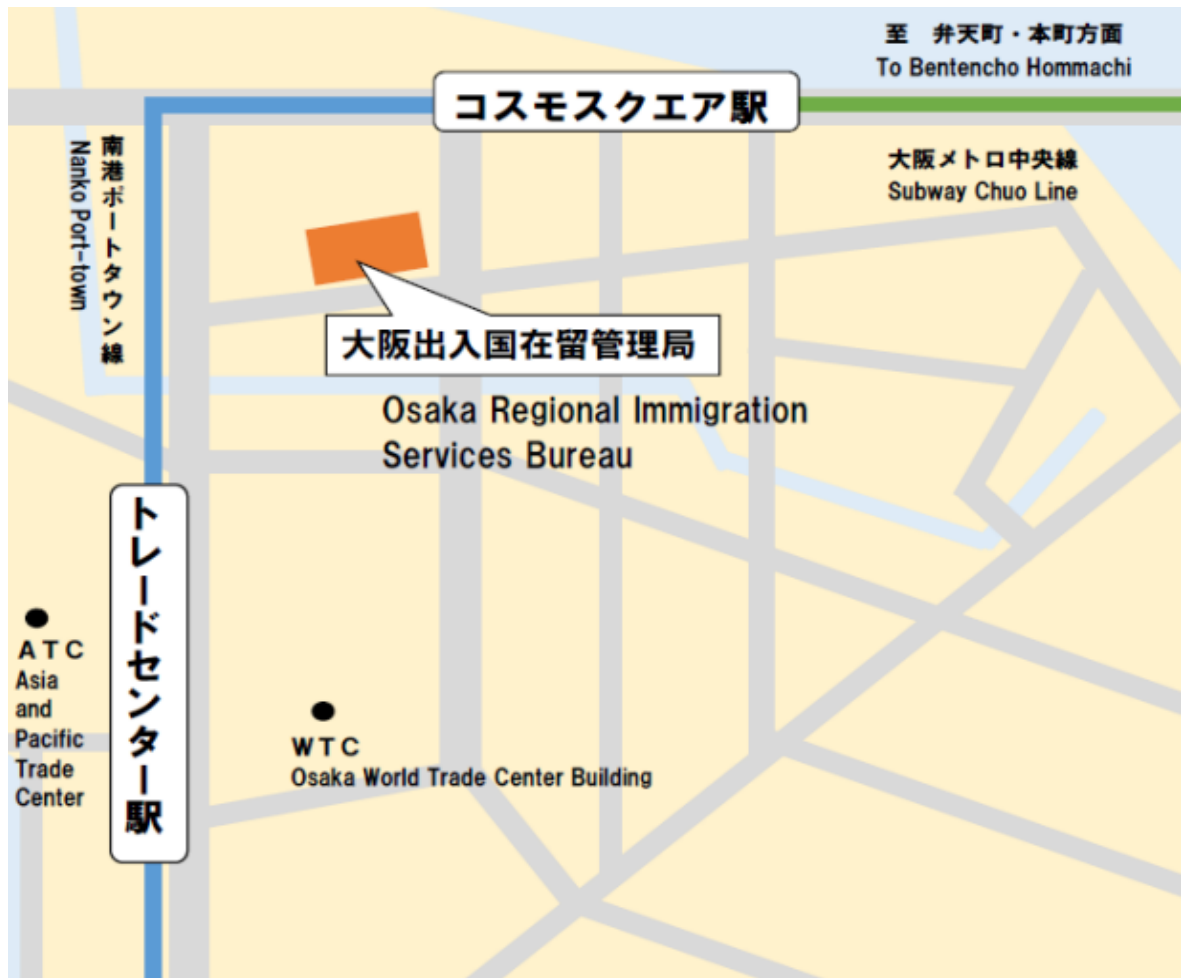 至　弁天町・本町方面
To Bentencho Hommachi
コスモスクエア駅
大阪メトロ中央線
Subway Chuo Line
南港ポートタウン線
Nanko Port-town
大阪出入国在留管理局
Osaka Regional Immigration
Services Bureau
トレードセンター駅
ATC
Asia
and
Pacific
Trade
Center
WTC
Osaka World Trade Center Building